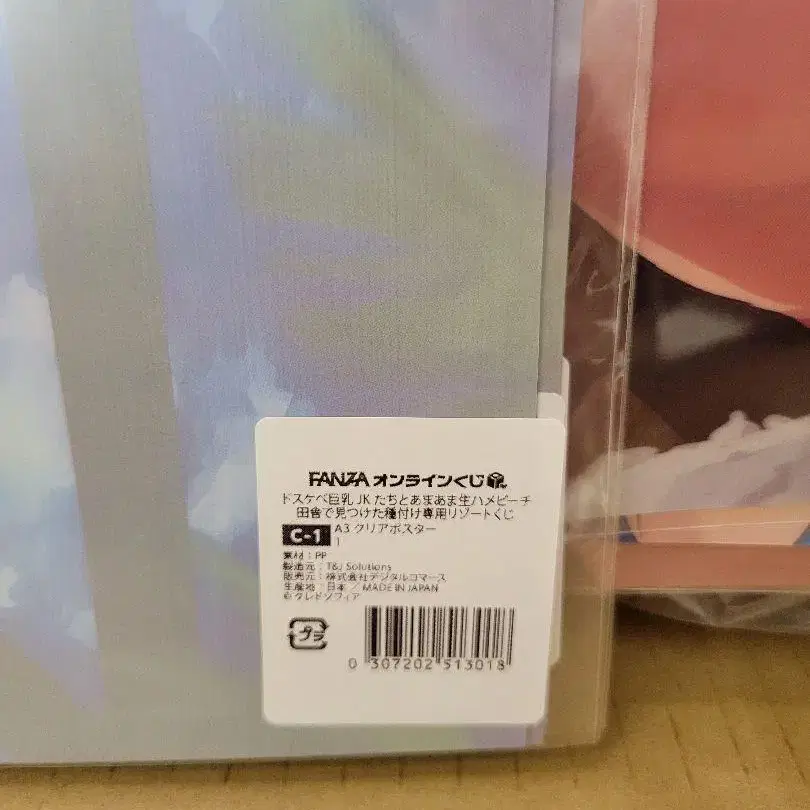 FANZA オンラインくじ
ドスケベ巨乳 JK たちとあまあま生ハメビーチ
田舎で見つけた種付け専用リゾートくじ
C-1 A3 クリアポスター
1
素材：PP
製造元：T&J Solutions
販売元：株式会社デジタルコマース
生産地：日本 ／ MADE IN JAPAN
© クレドソフィア
プラ
0 307202 513018